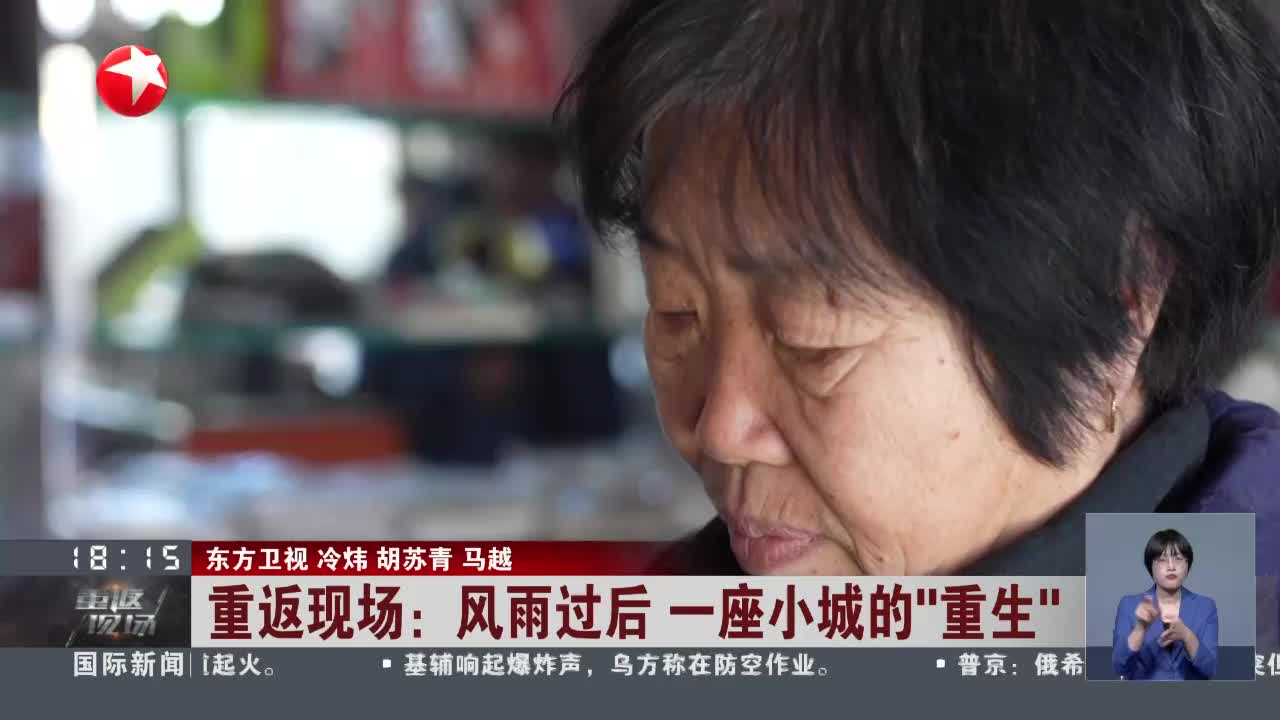 18:15
东方卫视 冷炜 胡苏青 马越
重返现场
重返现场：风雨过后 一座小城的"重生"
国际新闻 起火。 ▪ 基辅响起爆炸声，乌方称在防空作业。 ▪ 普京：俄希